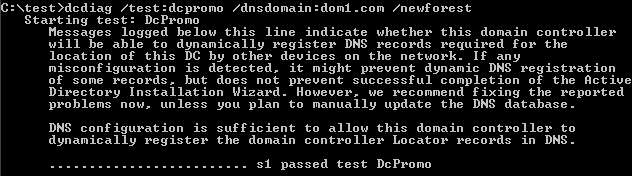 C:\test>dcdiag /test:dcpromo /dnsdomain:dom1.com /newforest
Starting test: DcPromo
Messages logged below this line indicate whether this domain controller
will be able to dynamically register DNS records required for the
location of this DC by other devices on the network. If any
misconfiguration is detected, it might prevent dynamic DNS registration
of some records, but does not prevent successful completion of the Active
Directory Installation Wizard. However, we recommend fixing the reported
problems now, unless you plan to manually update the DNS database.
DNS configuration is sufficient to allow this domain controller to
dynamically register the domain controller Locator records in DNS.
......................... s1 passed test DcPromo